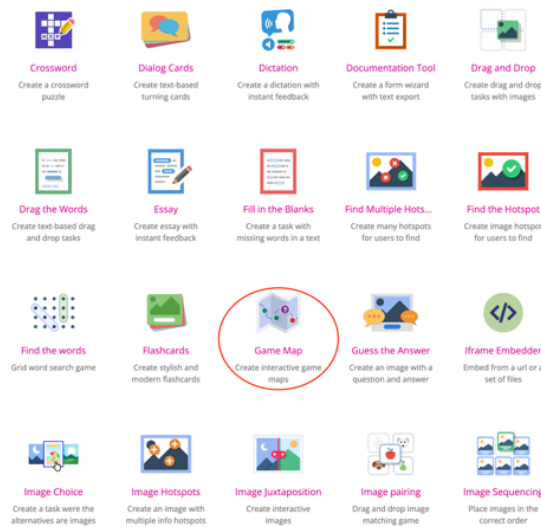 Crossword
Create a crossword
puzzle
Dialog Cards
Create text-based
turning cards
Dictation
Create a dictation with
instant feedback
Documentation Tool
Create a form wizard
with text export
Drag and Drop
Create drag and drop
tasks with images
Drag the Words
Create text-based drag
and drop tasks
Essay
Create essay with
instant feedback
Fill in the Blanks
Create a task with
missing words in a text
Find Multiple Hots...
Create many hotspots
for users to find
Find the Hotspot
Create image hotspot
for users to find
Find the words
Grid word search game
Flashcards
Create stylish and
modern flashcards
Game Map
Create interactive game
maps
Guess the Answer
Create an image with a
question and answer
Iframe Embedder
Embed from a url or a
set of files
Image Choice
Create a task were the
alternatives are images
Image Hotspots
Create an image with
multiple info hotspots
Image Juxtaposition
Create interactive
images
Image pairing
Drag and drop image
matching game
Image Sequencing
Place images in the
correct order